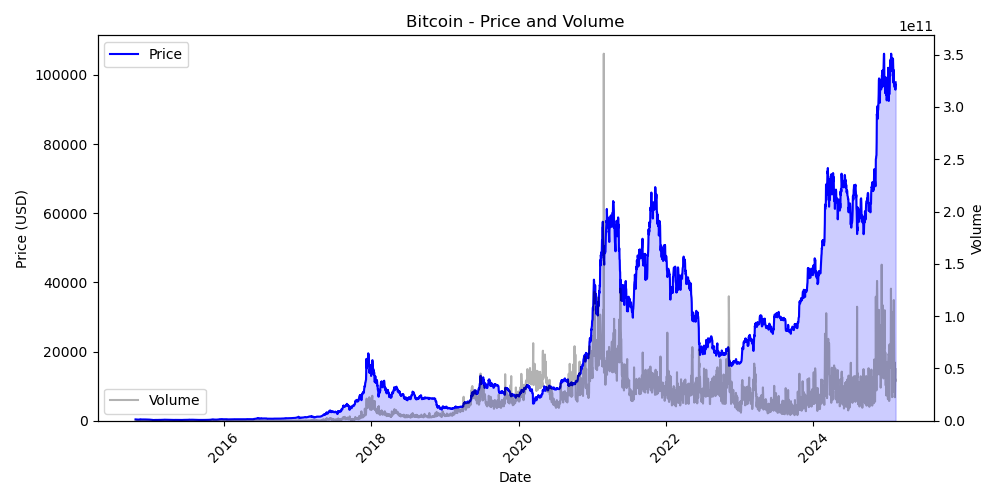 Bitcoin - Price and Volume
1e11
Price
Volume
Price (USD)
100000
80000
60000
40000
20000
0
3.5
3.0
2.5
2.0
1.5
1.0
0.5
0.0
Volume
2016
2018
2020
2022
2024
Date